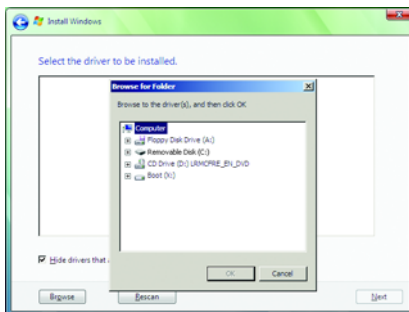 Install Windows
Select the driver to be installed.
Browse for Folder
Browse to the driver(s), and then click OK
Computer
Floppy Disk Drive (A:)
Removable Disk (C:)
CD Drive (D:) LRMCFRE_EN_DVD
Boot (X:)
Hide drivers that
OK
Cancel
Browse
Rescan
Next